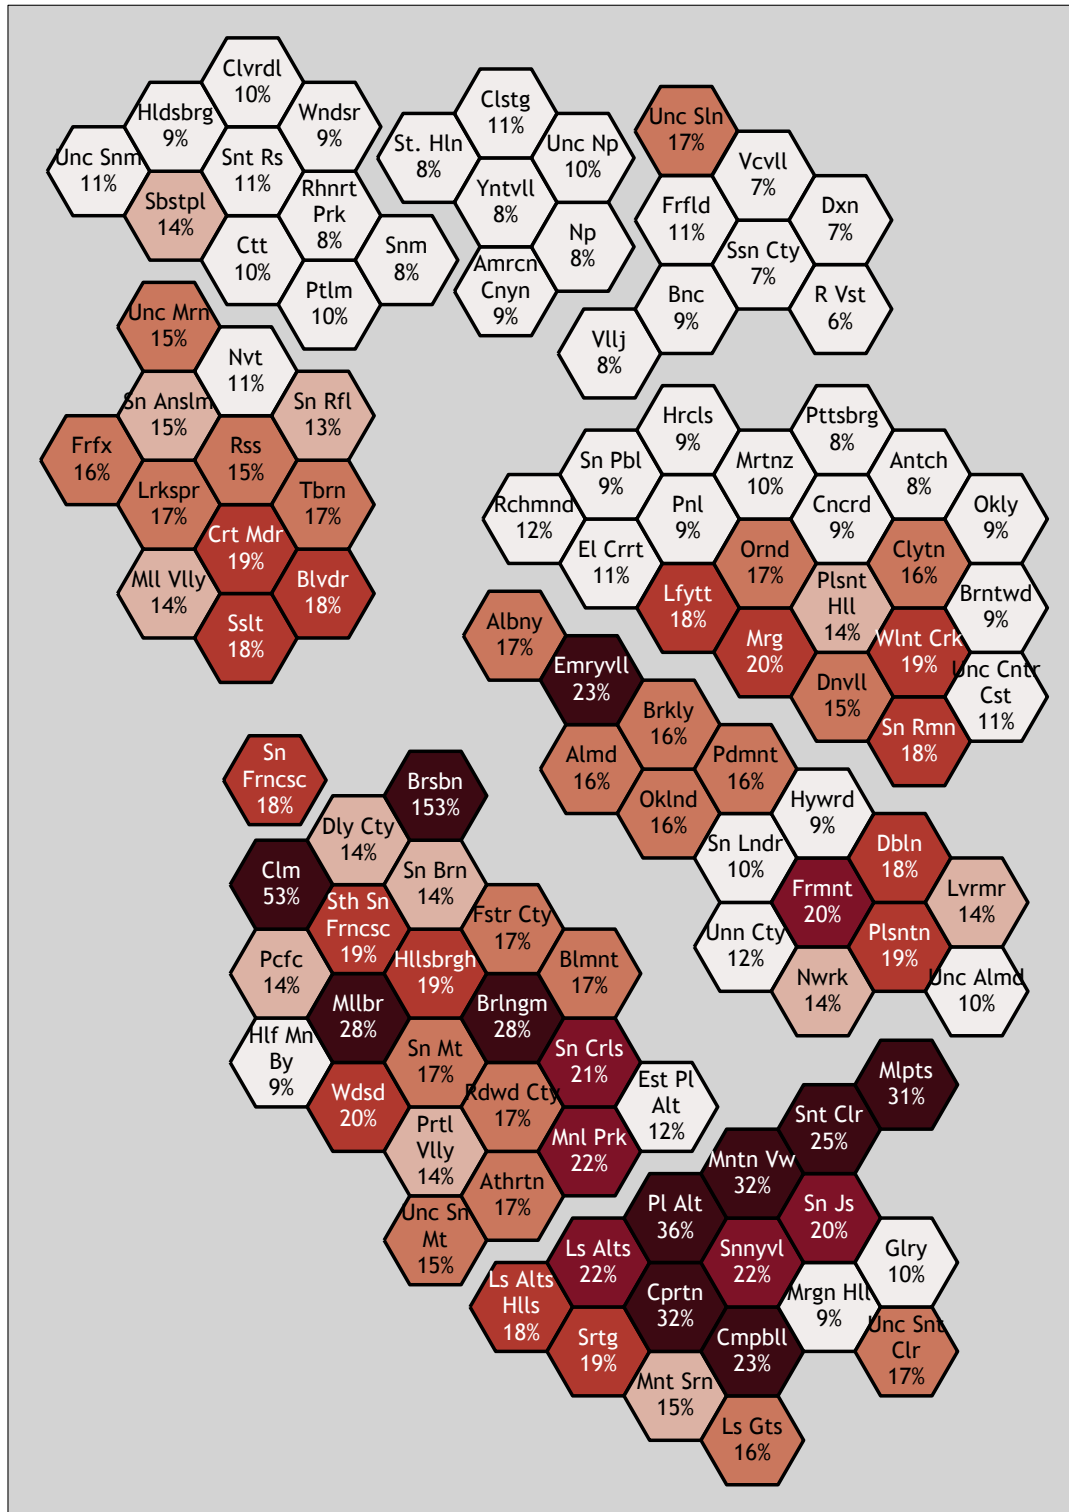 Clvrdl
10%
Hldsbrg
9%
Wndsr
9%
Unc Snm
11%
Snt Rs
11%
Sbstpl
14%
Rhnrt
Prk
8%
Ctt
10%
Snm
8%
Ptlm
10%
Clstg
11%
St. Hln
8%
Unc Np
10%
Yntvll
8%
Np
8%
Amrcn
Cnyn
9%
Unc Sln
17%
Vcvll
7%
Frfld
11%
Dxn
7%
Ssn Cty
7%
Bnc
9%
R Vst
6%
Vllj
8%
Unc Mrn
15%
Nvt
11%
Sn Anslm
15%
Sn Rfl
13%
Frfx
16%
Rss
15%
Lrkspr
17%
Tbrn
17%
Crt Mdr
19%
Mll Vlly
14%
Blvdr
18%
Sslt
18%
Hrcls
9%
Pttsbrg
8%
Sn Pbl
9%
Mrtnz
10%
Antch
8%
Rchmnd
12%
Pnl
9%
Cncrd
9%
Okly
9%
El Crrt
11%
Ornd
17%
Clytn
16%
Lfytt
18%
Plsnt
Hll
14%
Brntwd
9%
Mrg
20%
Wlnt Crk
19%
Dnvll
15%
Unc Cntr
Cst
11%
Sn Rmn
18%
Albny
17%
Emryvll
23%
Brkly
16%
Almd
16%
Pdmnt
16%
Oklnd
16%
Hywrd
9%
Sn Lndr
10%
Dbln
18%
Frmnt
20%
Lvrmr
14%
Unn Cty
12%
Plsntn
19%
Nwrk
14%
Unc Almd
10%
Sn
Frncsc
18%
Brsbn
153%
Dly Cty
14%
Clm
53%
Sn Brn
14%
Sth Sn
Frncsc
19%
Fstr Cty
17%
Pcfc
14%
Hllsbrgh
19%
Blmnt
17%
Mllbr
28%
Brlngm
28%
Hlf Mn
By
9%
Sn Mt
17%
Sn Crls
21%
Wdsd
20%
Rdwd Cty
17%
Est Pl
Alt
12%
Prtl
Vlly
14%
Mnl Prk
22%
Athrtn
17%
Unc Sn
Mt
15%
Mlpts
31%
Snt Clr
25%
Mntn Vw
32%
Pl Alt
36%
Sn Js
20%
Ls Alts
22%
Snnyvl
22%
Glry
10%
Ls Alts
Hlls
18%
Cprtn
32%
Mrgn Hll
9%
Srtg
19%
Cmpbll
23%
Unc Snt
Clr
17%
Mnt Srn
15%
Ls Gts
16%